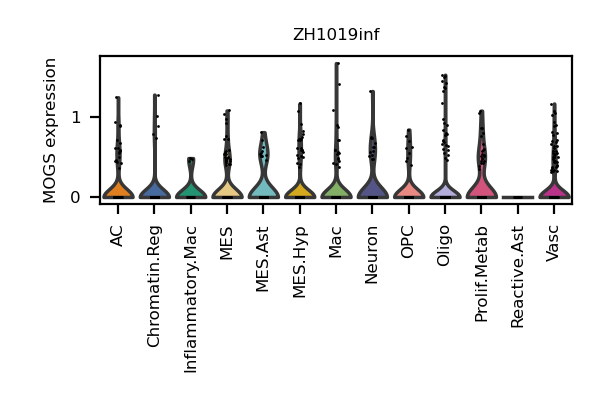 ZH1019inf
MOGS expression
1
0
AC
Chromatin.Reg
Inflammatory.Mac
MES
MES.Ast
MES.Hyp
Mac
Neuron
OPC
Oligo
Prolif.Metab
Reactive.Ast
Vasc